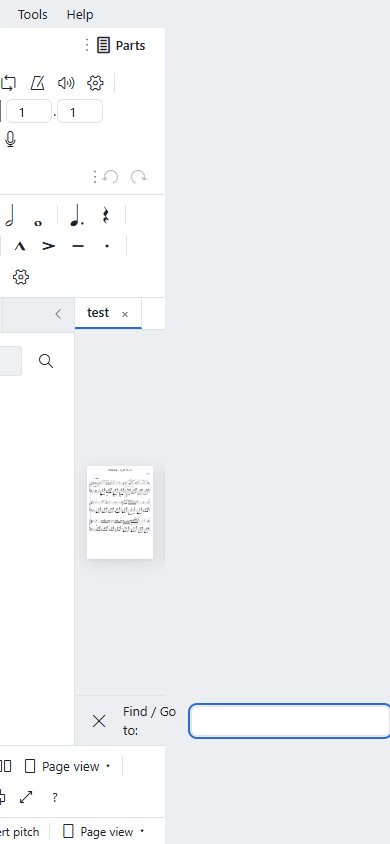 Tools Help
Parts
1 . 1
test ×
Find / Go
to:
Page view
?
ert pitch Page view